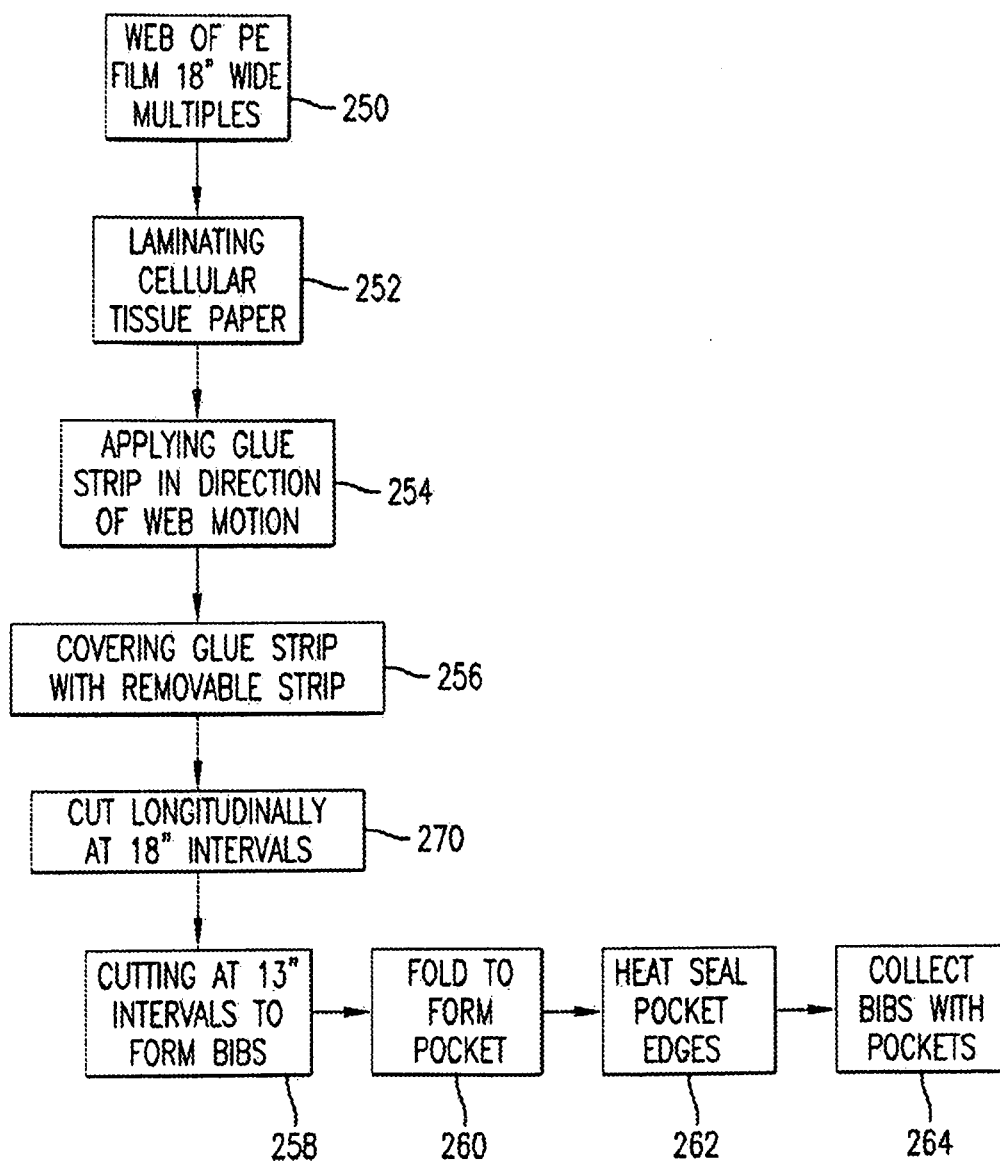 WEB OF PE
FILM 18" WIDE
MULTIPLES
250
LAMINATING
CELLULAR
TISSUE PAPER
252
APPLYING GLUE
STRIP IN DIRECTION
OF WEB MOTION
254
COVERING GLUE STRIP
WITH REMOVABLE STRIP
256
CUT LONGITUDINALLY
AT 18" INTERVALS
270
CUTTING AT 13"
INTERVALS TO
FORM BIBS
258
FOLD TO
FORM
POCKET
260
HEAT SEAL
POCKET
EDGES
262
COLLECT
BIBS WITH
POCKETS
264